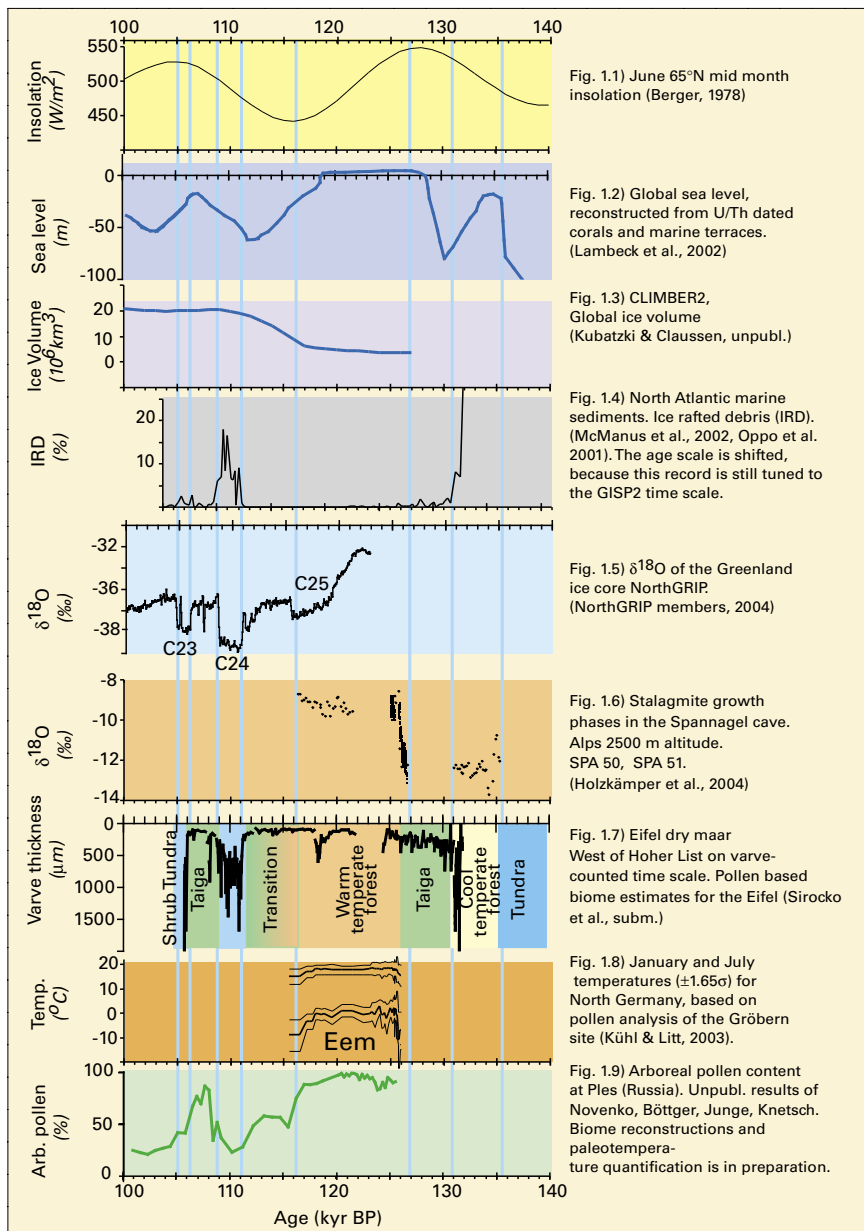 100 110 120 130 140
550
500
450
Insolation
(W/m²)
Fig. 1.1) June 65°N mid month
insolation (Berger, 1978)
0
-50
-100
Sea level
(m)
Fig. 1.2) Global sea level,
reconstructed from U/Th dated
corals and marine terraces.
(Lambeck et al., 2002)
20
10
0
Ice Volume
(10⁶km³)
Fig. 1.3) CLIMBER2,
Global ice volume
(Kubatzki & Claussen, unpubl.)
20
10
IRD
(%)
Fig. 1.4) North Atlantic marine
sediments. Ice rafted debris (IRD).
(McManus et al., 2002, Oppo et al.
2001). The age scale is shifted,
because this record is still tuned to
the GISP2 time scale.
-32
-36
-38
δ18O
(‰)
C25
C23
C24
Fig. 1.5) δ18O of the Greenland
ice core NorthGRIP.
(NorthGRIP members, 2004)
-8
-10
-12
-14
δ18O
(‰)
Fig. 1.6) Stalagmite growth
phases in the Spannagel cave.
Alps 2500 m altitude.
SPA 50, SPA 51.
(Holzkämper et al., 2004)
0
500
1000
1500
Varve thickness
(µm)
Shrub Tundra
Taiga
Transition
Warm
temperate
forest
Taiga
Cool
temperate
forest
Tundra
Fig. 1.7) Eifel dry maar
West of Hoher List on varve-
counted time scale. Pollen based
biome estimates for the Eifel (Sirocko
et al., subm.)
20
10
0
-10
Temp.
(°C)
Eem
Fig. 1.8) January and July
temperatures (±1.65σ) for
North Germany, based on
pollen analysis of the Gröbern
site (Kühl & Litt, 2003).
100
50
0
Arb. pollen
(%)
Fig. 1.9) Arboreal pollen content
at Ples (Russia). Unpubl. results of
Novenko, Böttger, Junge, Knetsch.
Biome reconstructions and
paleotempera-
ture quantification is in preparation.
100 110 120 130 140
Age (kyr BP)